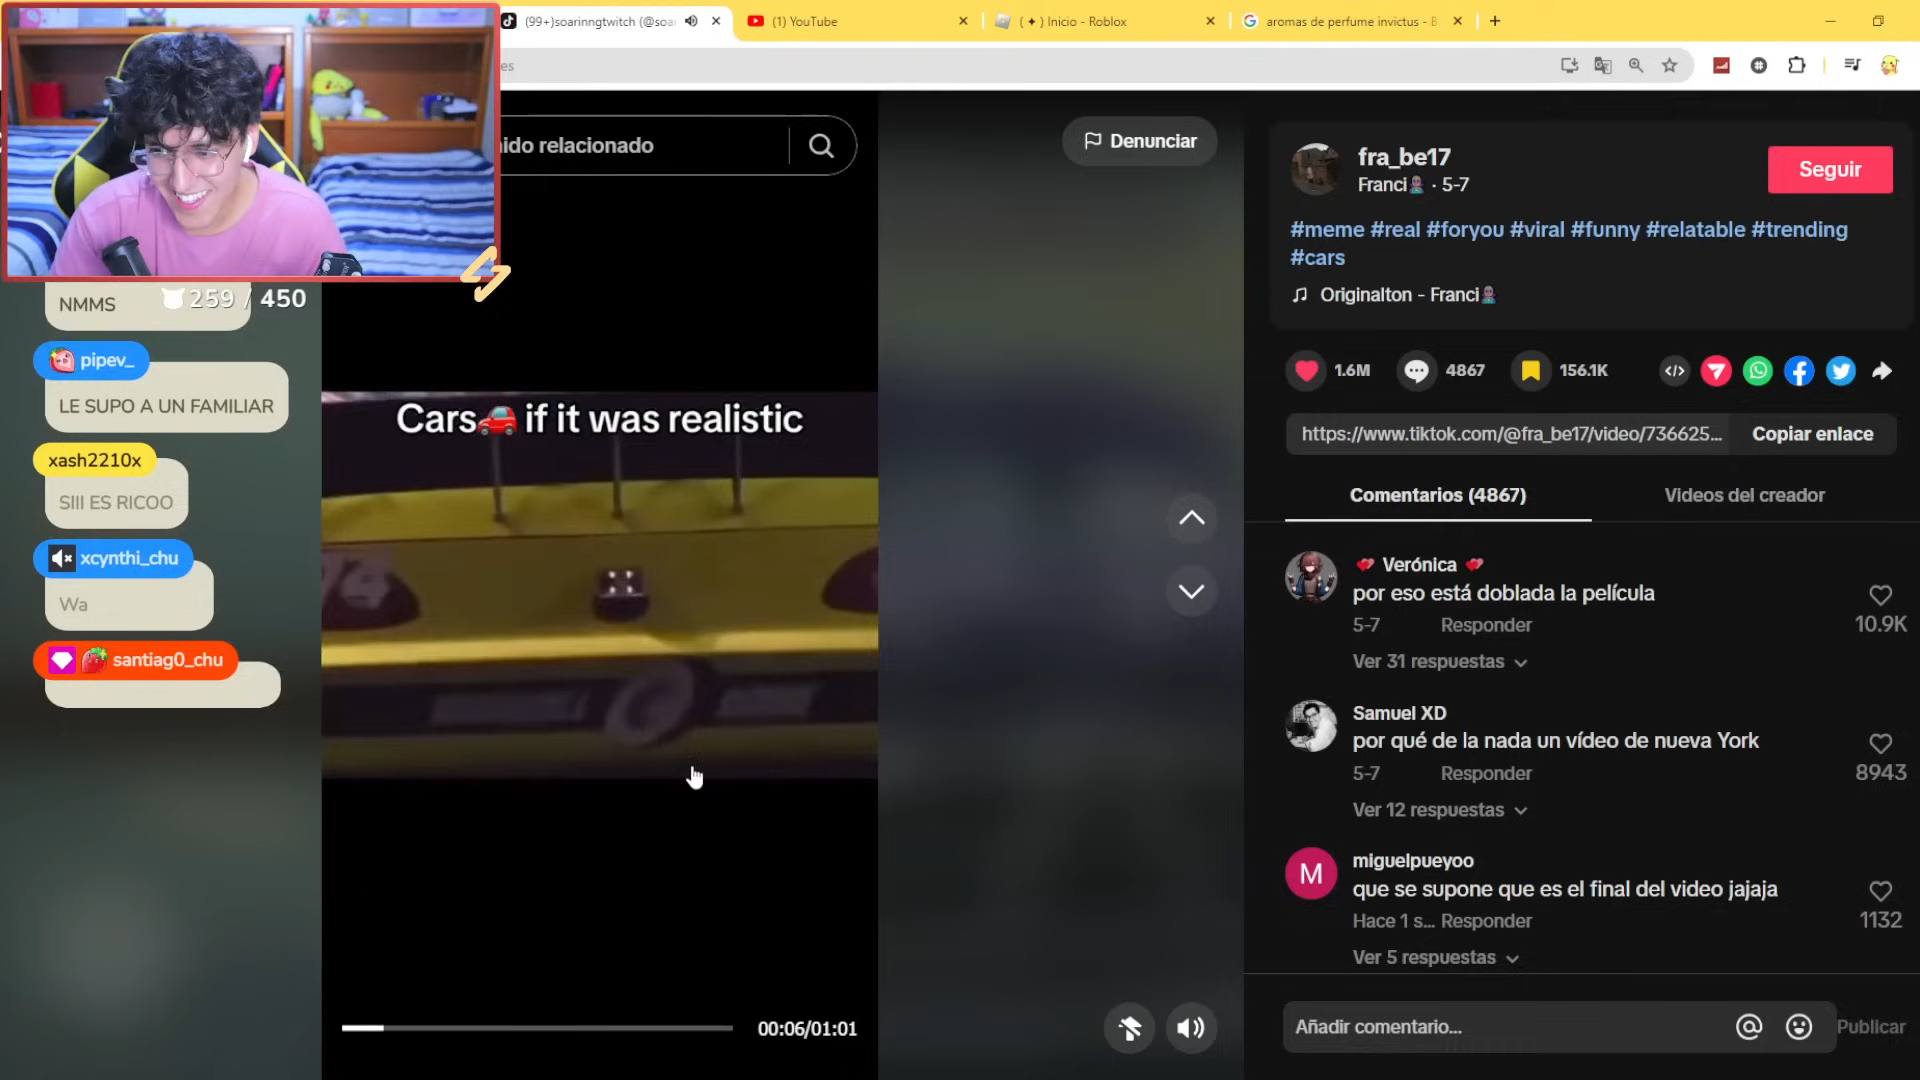 (99+)soarinngtwitch (@soa
(1) YouTube
( ✦ ) Inicio - Roblox
aromas de perfume invictus - B
es
ido relacionado
Denunciar
fra_be17
Franci · 5-7
Seguir
#meme #real #foryou #viral #funny #relatable #trending
#cars
Originalton - Franci
1.6M
4867
156.1K
https://www.tiktok.com/@fra_be17/video/736625...
Copiar enlace
Comentarios (4867)
Videos del creador
Verónica
por eso está doblada la película
5-7
Responder
10.9K
Ver 31 respuestas
Samuel XD
por qué de la nada un vídeo de nueva York
5-7
Responder
8943
Ver 12 respuestas
M
miguelpueyoo
que se supone que es el final del video jajaja
Hace 1 s...
Responder
1132
Ver 5 respuestas
Añadir comentario...
Publicar
NMMS
259 / 450
pipev_
LE SUPO A UN FAMILIAR
xash2210x
SIII ES RICOO
xcynthi_chu
Wa
santiag0_chu
Cars🚗 if it was realistic
00:06/01:01